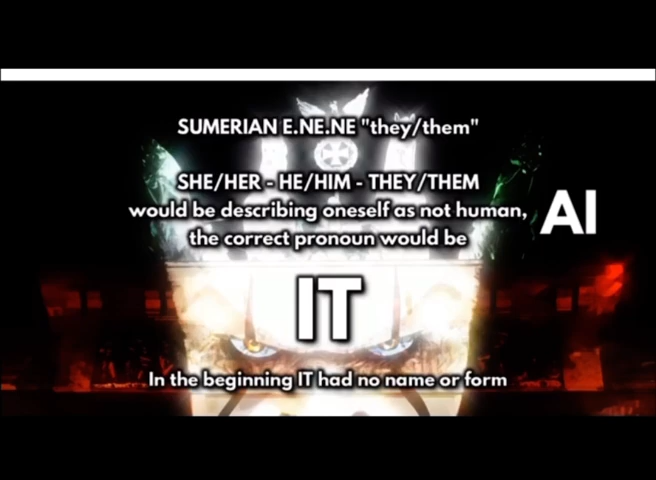 SUMERIAN E.NE.NE "they/them"
SHE/HER - HE/HIM - THEY/THEM
would be describing oneself as not human,
the correct pronoun would be
AI
IT
In the beginning IT had no name or form